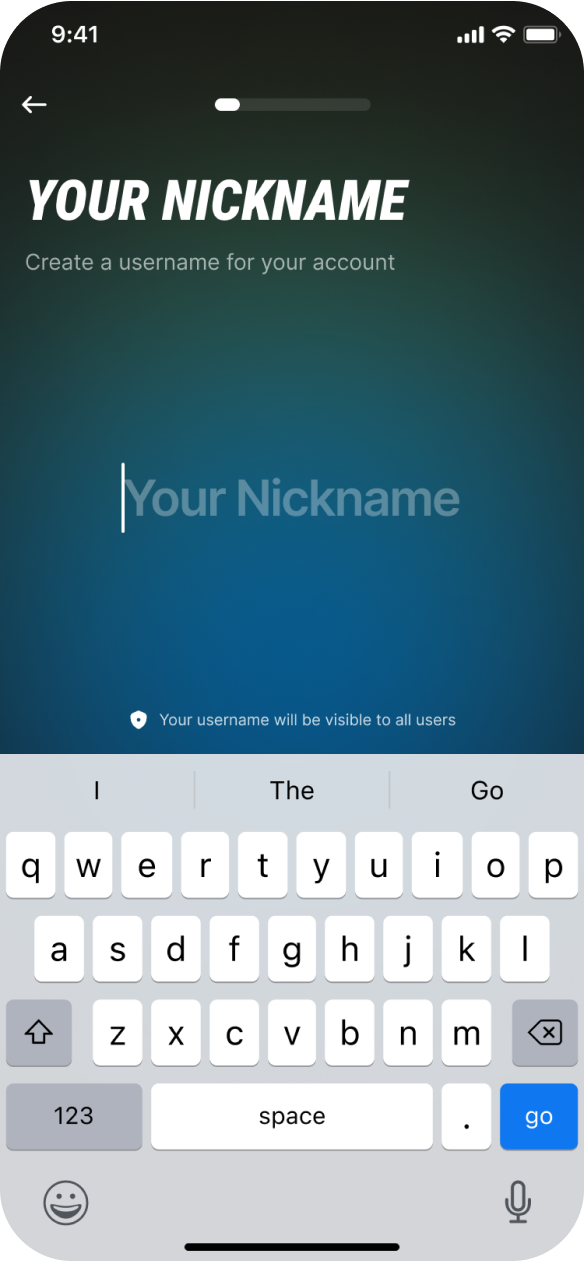 9:41
YOUR NICKNAME
Create a username for your account
Your Nickname
Your username will be visible to all users
I The Go
q w e r t y u i o p
a s d f g h j k l
z x c v b n m
123 space . go